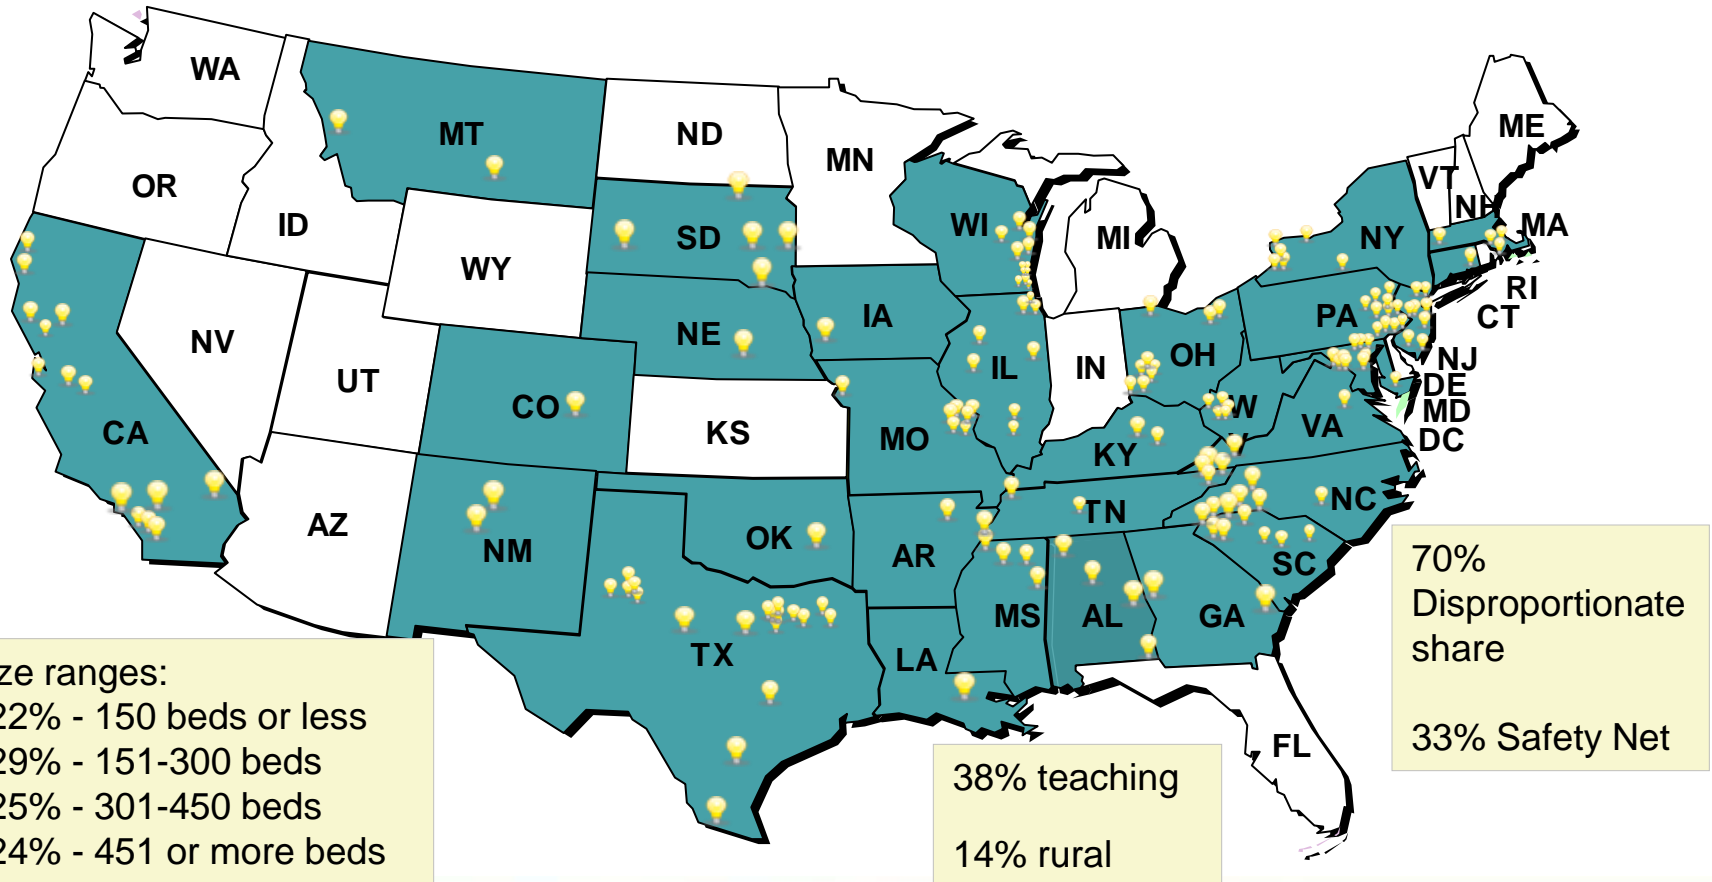 WA
MT
ND
MN
ME
OR
ID
SD
WI
MI
VT
NH
NY
MA
WY
RI
CT
NV
NE
IA
PA
UT
CO
IL
IN
OH
NJ
DE
MD
DC
CA
KS
MO
KY
W
V
VA
AZ
NM
OK
AR
TN
NC
SC
TX
LA
MS
AL
GA
FL
ze ranges:
22% - 150 beds or less
29% - 151-300 beds
25% - 301-450 beds
24% - 451 or more beds
38% teaching
14% rural
70%
Disproportionate
share
33% Safety Net